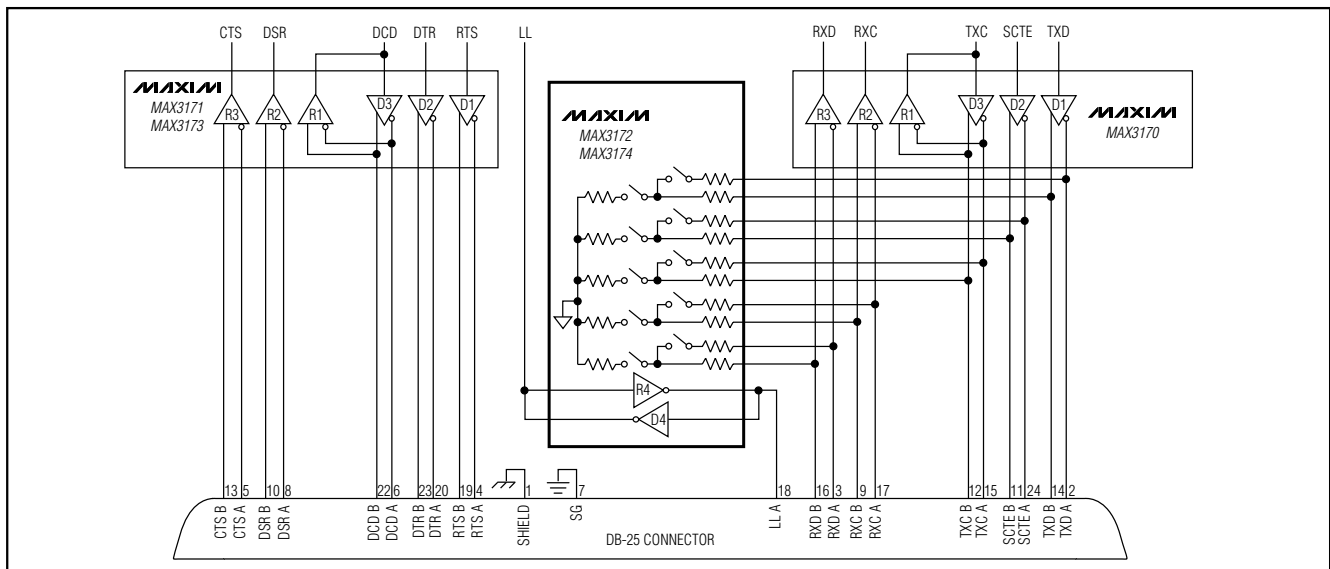 CTS DSR DCD DTR RTS LL RXD RXC TXC SCTE TXD
MAXIM
MAX3171
MAX3173
R3 R2 R1 D3 D2 D1
MAXIM
MAX3172
MAX3174
R3 R2 R1 D3 D2 D1
MAXIM
MAX3170
R4
D4
13 5 10 8 22 6 23 20 19 4 1 7 18 16 3 9 17 12 15 11 24 14 2
CTS B
CTS A
DSR B
DSR A
DCD B
DCD A
DTR B
DTR A
RTS B
RTS A
SHIELD
SG
LL A
RXD B
RXD A
RXC B
RXC A
TXC B
TXC A
SCTE B
SCTE A
TXD B
TXD A
DB-25 CONNECTOR